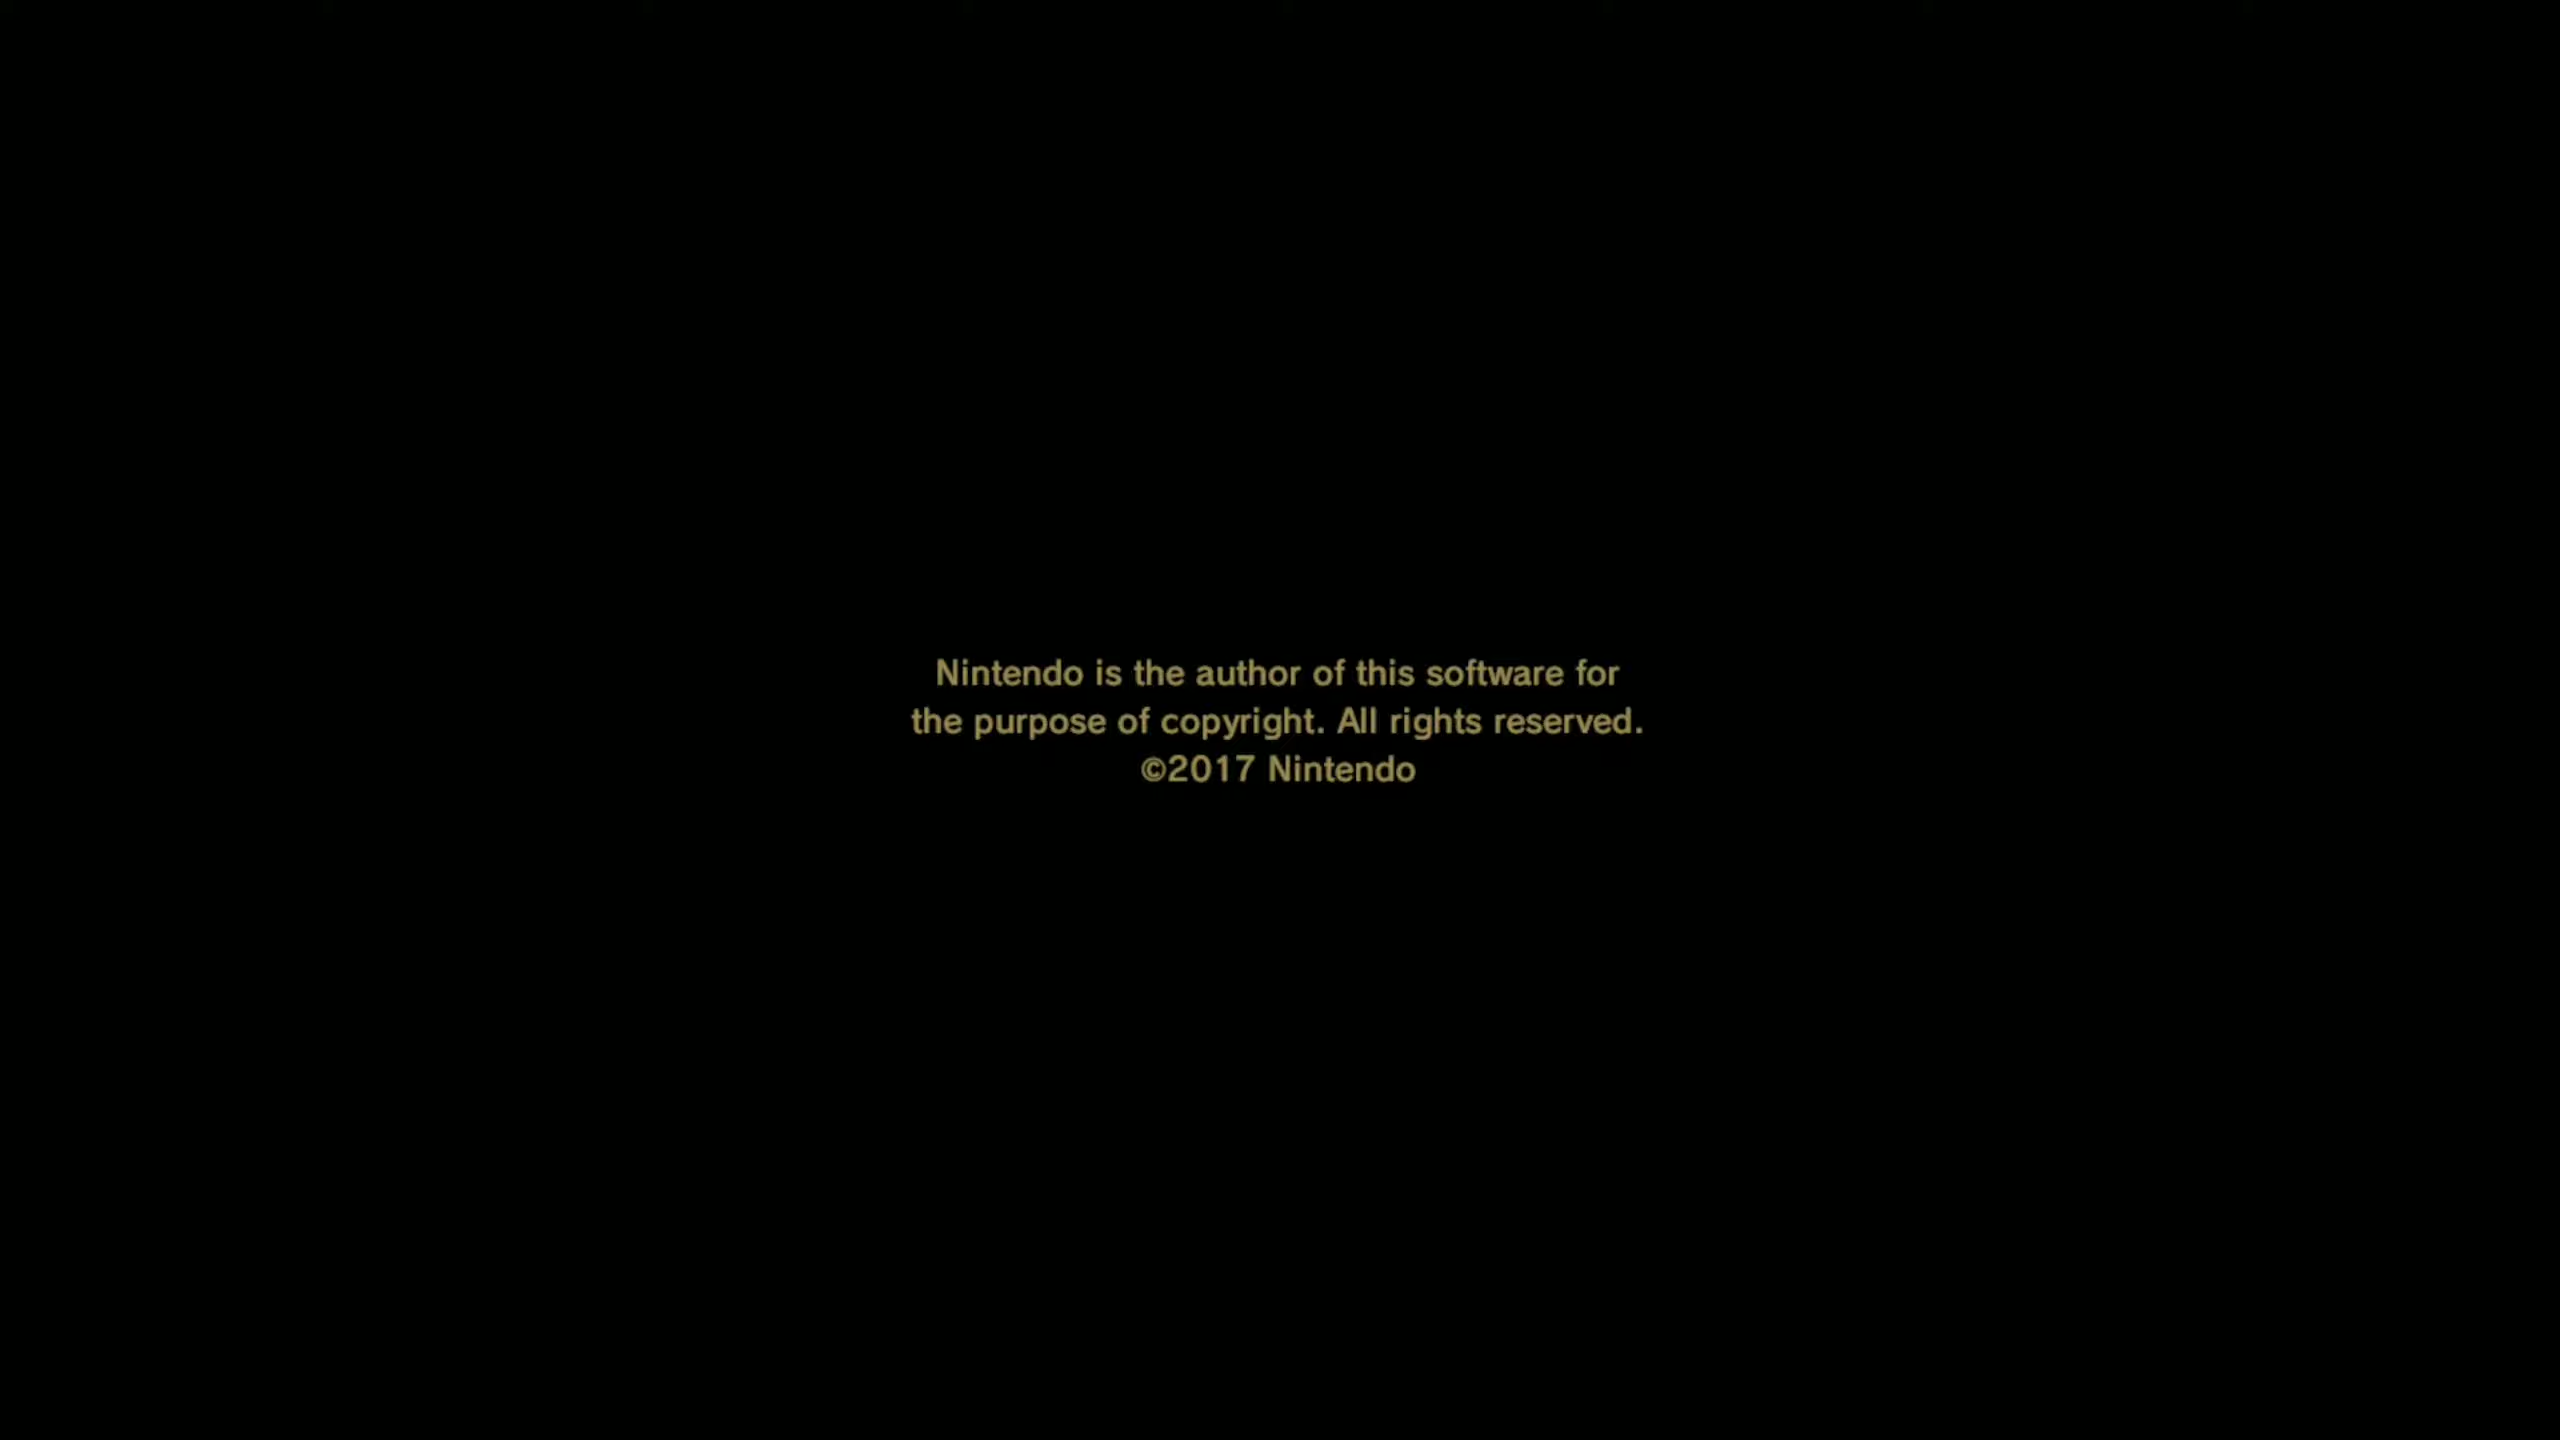 Nintendo is the author of this software for
the purpose of copyright. All rights reserved.
©2017 Nintendo